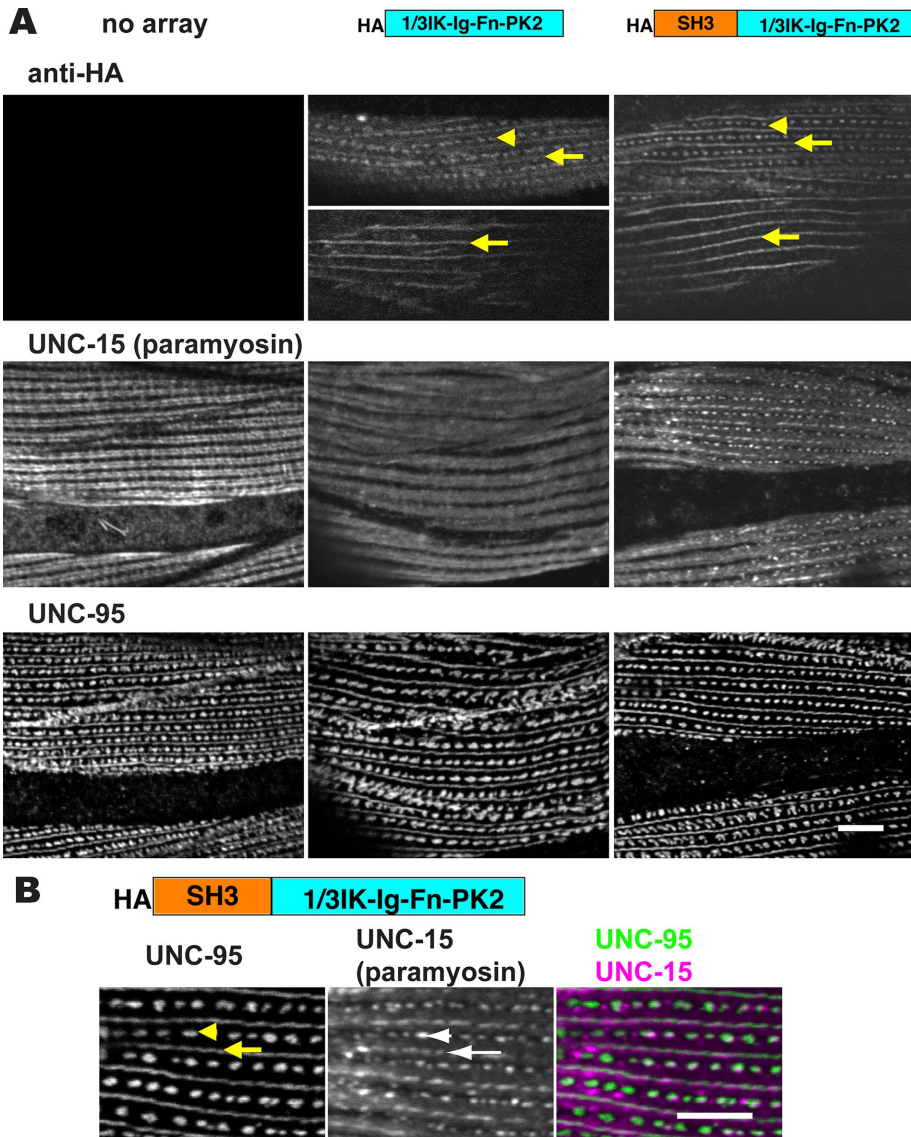 A
no array
HA 1/3IK-Ig-Fn-PK2
HA SH3 1/3IK-Ig-Fn-PK2
anti-HA
UNC-15 (paramyosin)
UNC-95
B
HA SH3 1/3IK-Ig-Fn-PK2
UNC-95
UNC-15
(paramyosin)
UNC-95
UNC-15